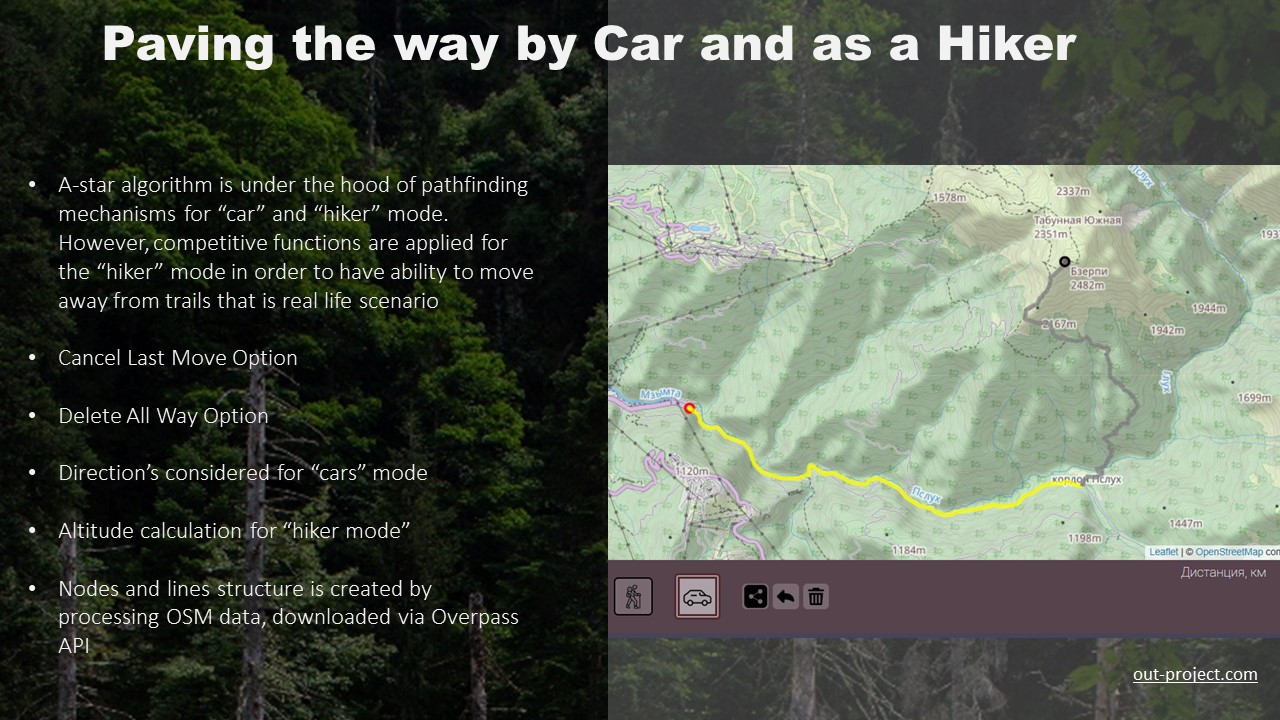 Paving the way by Car and as a Hiker
• A-star algorithm is under the hood of pathfinding
mechanisms for “car” and “hiker” mode.
However, competitive functions are applied for
the “hiker” mode in order to have ability to move
away from trails that is real life scenario
• Cancel Last Move Option
• Delete All Way Option
• Direction’s considered for “cars” mode
• Altitude calculation for “hiker mode”
• Nodes and lines structure is created by
processing OSM data, downloaded via Overpass
API
1578m
2337m
Пслух
Табунная Южная
2351m
1937
Бзерпи
2482m
1944m
2167m
1942m
Пслух
1699m
Мзымта
1120m
кордон Пслух
Пслух
1447m
1198m
1184m
Leaflet | © OpenStreetMap con
Дистанция, км
out-project.com